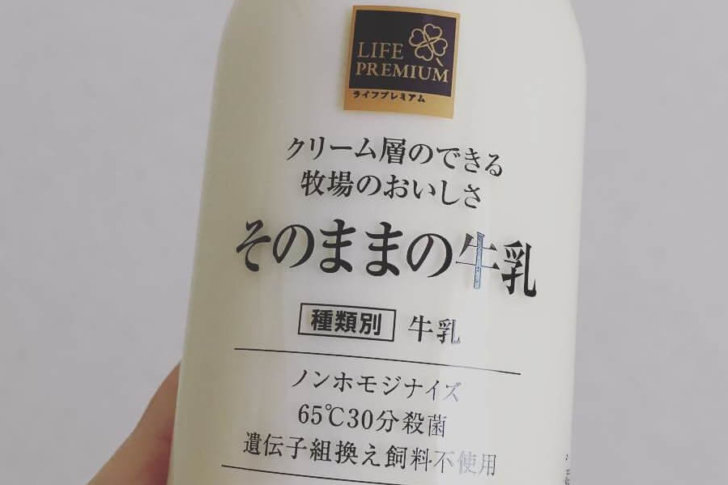 LIFE
PREMIUM
ライフプレミアム
クリーム層のできる
牧場のおいしさ
そのままの牛乳
種類別 牛乳
ノンホモジナイズ
65℃30分殺菌
遺伝子組換え飼料不使用